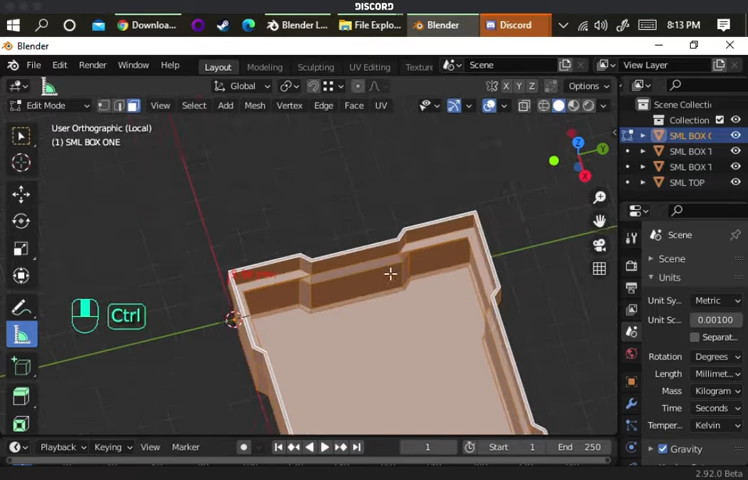 DISCORD
Downloa...
Blender L...
File Explo...
Blender
Discord
8:13 PM
Blender
File Edit Render Window Help Layout Modeling Sculpting UV Editing Textur Scene View Layer
Global X Y Z Options
Edit Mode View Select Add Mesh Vertex Edge Face UV
User Orthographic (Local)
(1) SML BOX ONE
Scene Collection
Collection
SML BOX C
SML BOX T
SML BOX T
SML TOP
Z
Y
X
Scene
Scene
Units
Unit Sy... Metric
Unit Sc... 0.00100
Separat...
Rotation Degrees
Length Millimet...
Mass Kilogram
Time Seconds
Temper... Kelvin
Gravity
Ctrl
Playback Keying View Marker 1 Start 1 End 250
2.92.0